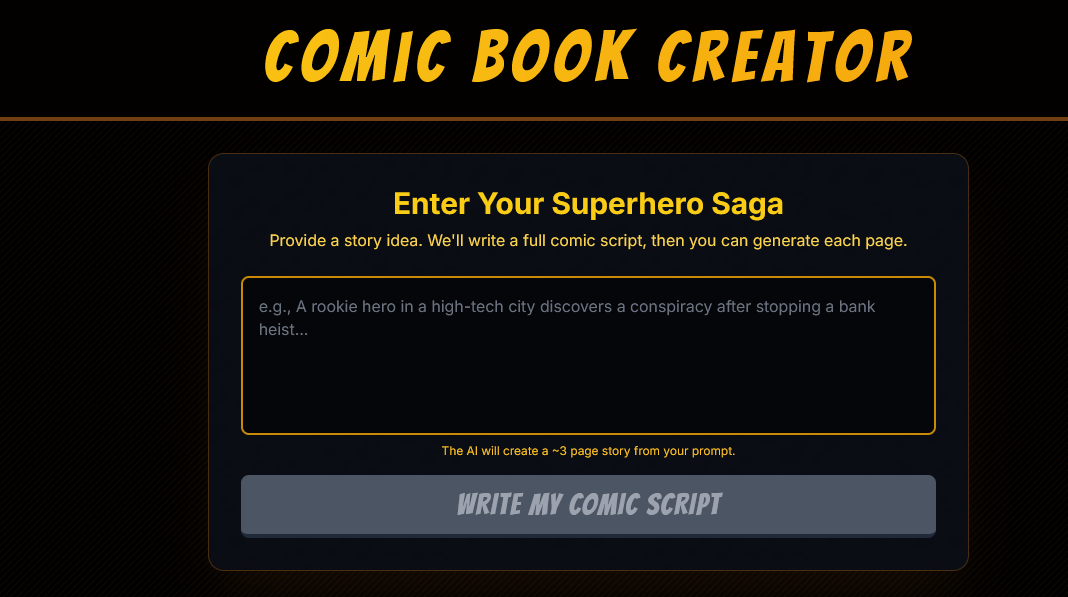 COMIC BOOK CREATOR
Enter Your Superhero Saga
Provide a story idea. We'll write a full comic script, then you can generate each page.
e.g., A rookie hero in a high-tech city discovers a conspiracy after stopping a bank
heist...
The AI will create a ~3 page story from your prompt.
WRITE MY COMIC SCRIPT